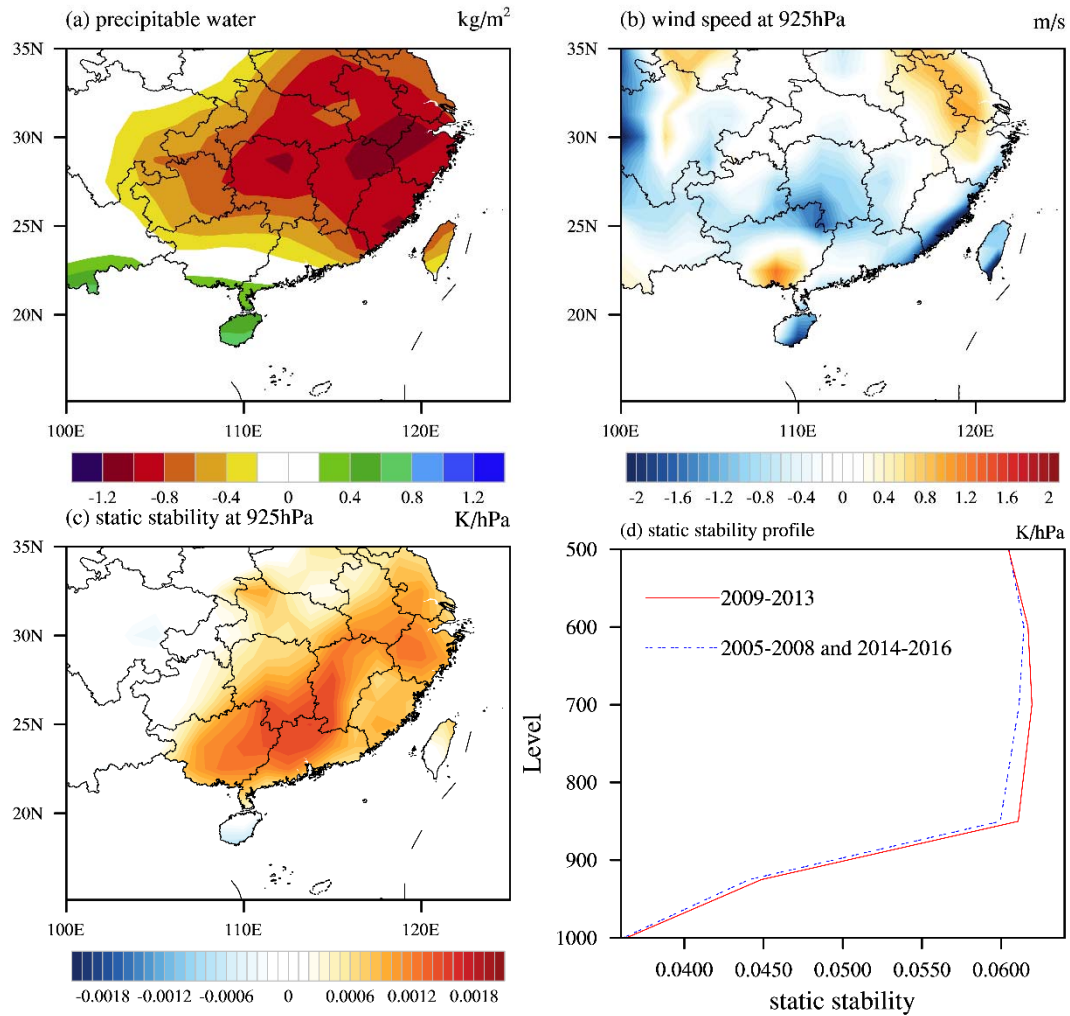 (a) precipitable water kg/m²
35N
30N
25N
20N
100E 110E 120E
-1.2 -0.8 -0.4 0 0.4 0.8 1.2
(b) wind speed at 925hPa m/s
35N
30N
25N
20N
100E 110E 120E
-2 -1.6 -1.2 -0.8 -0.4 0 0.4 0.8 1.2 1.6 2
(c) static stability at 925hPa K/hPa
35N
30N
25N
20N
100E 110E 120E
-0.0018 -0.0012 -0.0006 0 0.0006 0.0012 0.0018
(d) static stability profile K/hPa
500
600
700
800
900
1000
Level
2009-2013
2005-2008 and 2014-2016
0.0400 0.0450 0.0500 0.0550 0.0600
static stability